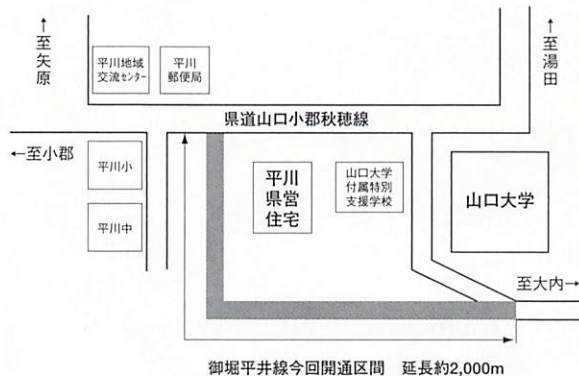 ↑至矢原
↑至湯田
平川地域
交流センター
平川
郵便局
県道山口小郡秋穂線
←至小郡
平川小
平川中
平川
県営
住宅
山口大学
付属特別
支援学校
山口大学
至大内→
御堀平井線今回開通区間　延長約2,000m